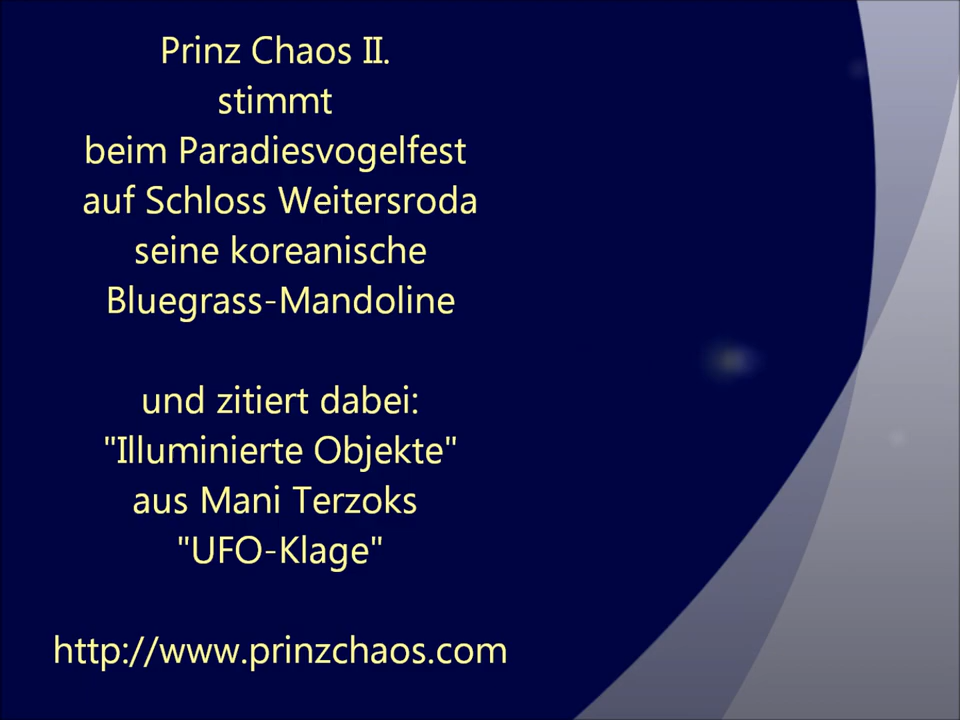 Prinz Chaos II.
stimmt
beim Paradiesvogelfest
auf Schloss Weitersroda
seine koreanische
Bluegrass-Mandoline
und zitiert dabei:
"Illuminierte Objekte"
aus Mani Terzoks
"UFO-Klage"
http://www.prinzchaos.com